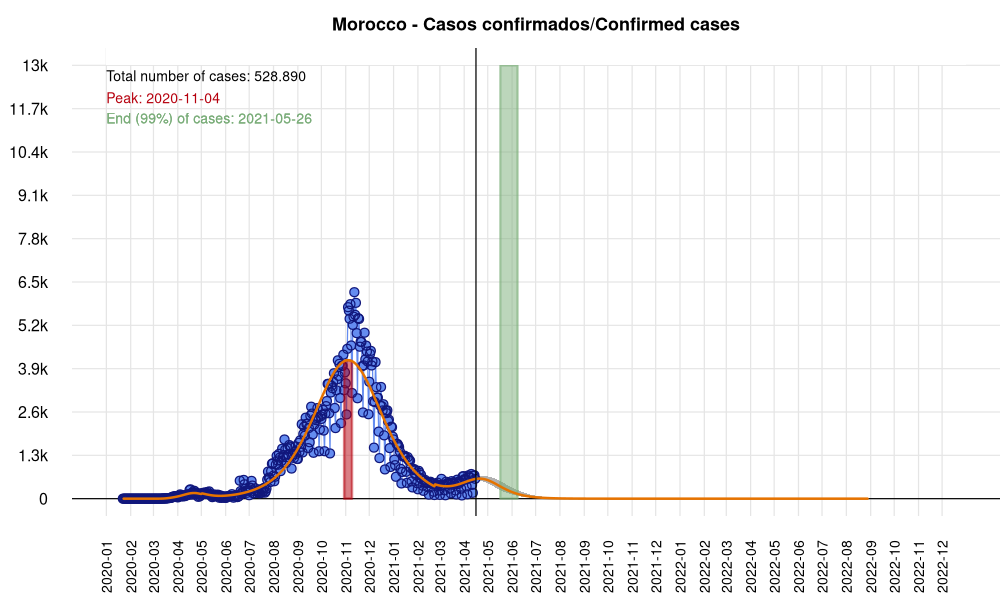 Morocco - Casos confirmados/Confirmed cases
Total number of cases: 528.890
Peak: 2020-11-04
End (99%) of cases: 2021-05-26
13k
11.7k
10.4k
9.1k
7.8k
6.5k
5.2k
3.9k
2.6k
1.3k
0
2020-01
2020-02
2020-03
2020-04
2020-05
2020-06
2020-07
2020-08
2020-09
2020-10
2020-11
2020-12
2021-01
2021-02
2021-03
2021-04
2021-05
2021-06
2021-07
2021-08
2021-09
2021-10
2021-11
2021-12
2022-01
2022-02
2022-03
2022-04
2022-05
2022-06
2022-07
2022-08
2022-09
2022-10
2022-11
2022-12